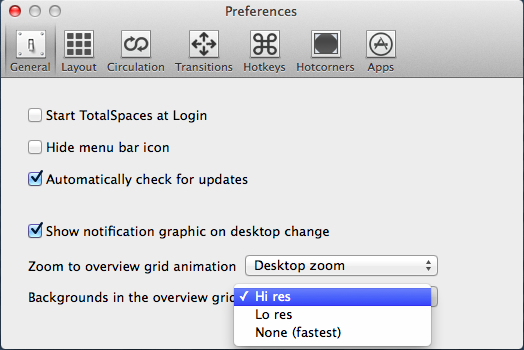 Preferences
General Layout Circulation Transitions Hotkeys Hotcorners Apps
Start TotalSpaces at Login
Hide menu bar icon
Automatically check for updates
Show notification graphic on desktop change
Zoom to overview grid animation Desktop zoom
Backgrounds in the overview grid Hi res
Lo res
None (fastest)